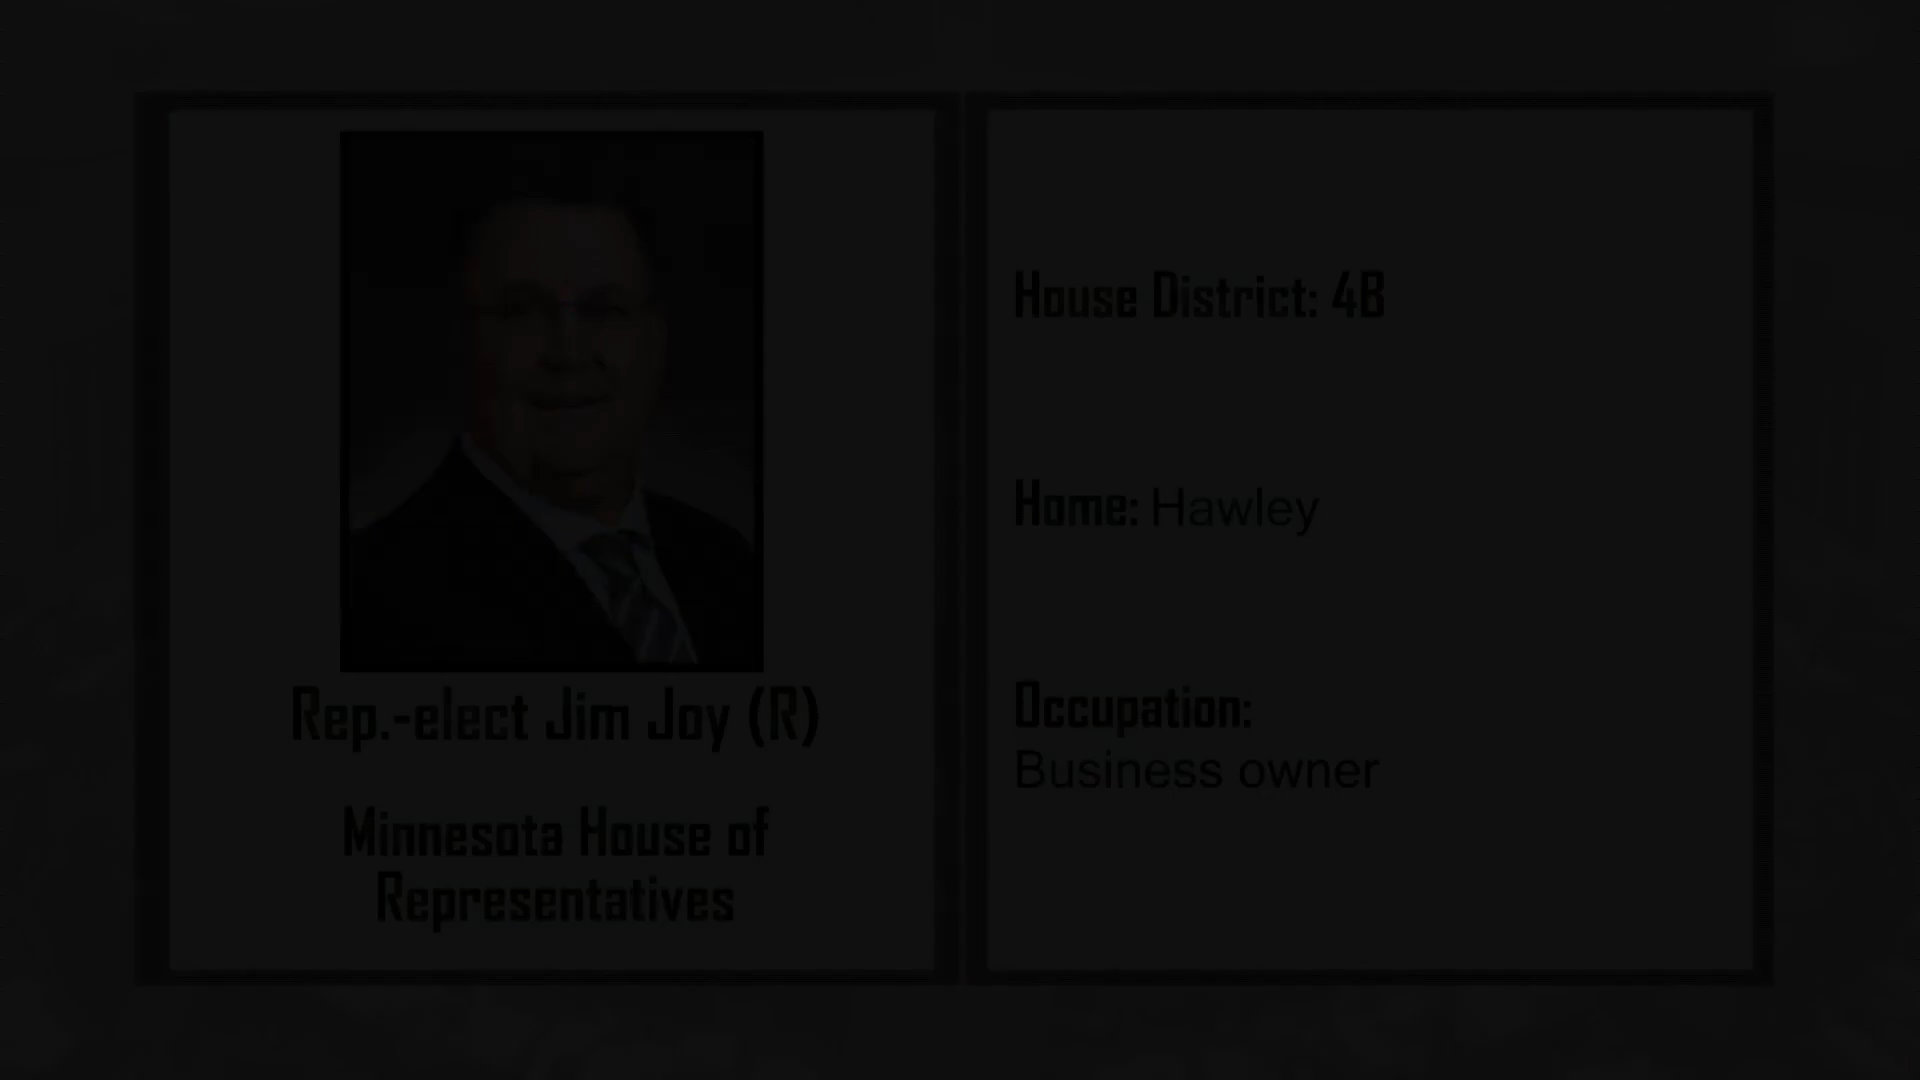 Rep.-elect Jim Joy (R)
Minnesota House of
Representatives
House District: 4B
Home: Hawley
Occupation:
Business owner